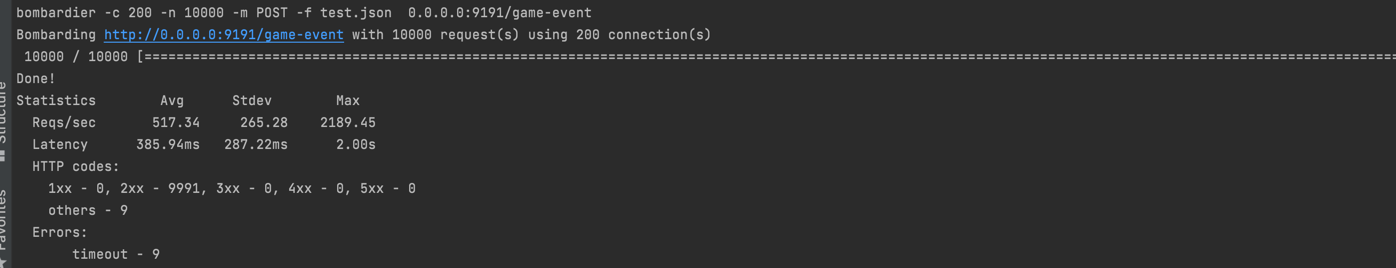 bombardier -c 200 -n 10000 -m POST -f test.json  0.0.0.0:9191/game-event
Bombarding http://0.0.0.0:9191/game-event with 10000 request(s) using 200 connection(s)
 10000 / 10000 [==============================================================================================================================================================
Done!
Statistics        Avg      Stdev        Max
  Reqs/sec       517.34     265.28    2189.45
  Latency      385.94ms   287.22ms      2.00s
  HTTP codes:
    1xx - 0, 2xx - 9991, 3xx - 0, 4xx - 0, 5xx - 0
    others - 9
  Errors:
       timeout - 9
Structure
Favorites